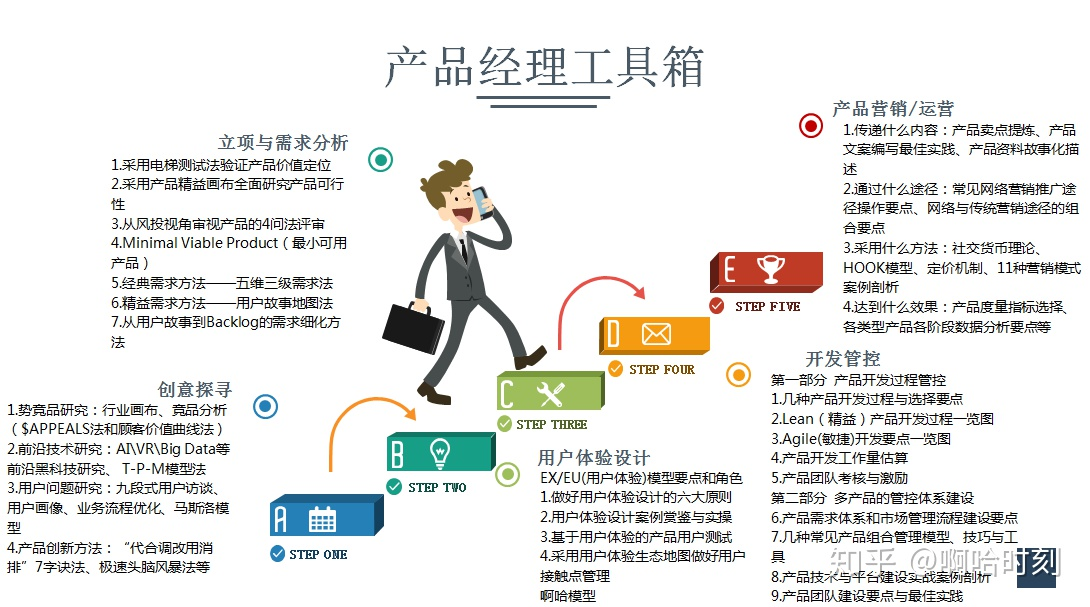 产品经理工具箱
立项与需求分析
1.采用电梯测试法验证产品价值定位
2.采用产品精益画布全面研究产品可行
性
3.从风投视角审视产品的4问法评审
4.Minimal Viable Product（最小可用
产品）
5.经典需求方法——五维三级需求法
6.精益需求方法——用户故事地图法
7.从用户故事到Backlog的需求细化方
法
创意探寻
1.势竞品研究：行业画布、竞品分析
（$APPEALS法和顾客价值曲线法）
2.前沿技术研究：AI\VR\Big Data等
前沿黑科技研究、T-P-M模型法
3.用户问题研究：九段式用户访谈、
用户画像、业务流程优化、马斯洛模
型
4.产品创新方法：“代合调改用消
排”7字诀法、极速头脑风暴法等
A
STEP ONE
B
STEP TWO
C
STEP THREE
D
STEP FOUR
E
STEP FIVE
用户体验设计
EX/EU(用户体验)模型要点和角色
1.做好用户体验设计的六大原则
2.用户体验设计案例赏鉴与实操
3.基于用户体验的产品用户测试
4.采用用户体验生态地图做好用户
接触点管理
啊哈模型
产品营销/运营
1.传递什么内容：产品卖点提炼、产品
文案编写最佳实践、产品资料故事化描
述
2.通过什么途径：常见网络营销推广途
径操作要点、网络与传统营销途径的组
合要点
3.采用什么方法：社交货币理论、
HOOK模型、定价机制、11种营销模式
案例剖析
4.达到什么效果：产品度量指标选择、
各类型产品各阶段数据分析要点等
开发管控
第一部分 产品开发过程管控
1.几种产品开发过程与选择要点
2.Lean（精益）产品开发过程一览图
3.Agile(敏捷)开发要点一览图
4.产品开发工作量估算
5.产品团队考核与激励
第二部分 多产品的管控体系建设
6.产品需求体系和市场管理流程建设要点
7.几种常见产品组合管理模型、技巧与工
具
8.产品技术与平台建设实战案例剖析
9.产品团队建设要点与最佳实践
知乎 @啊哈时刻